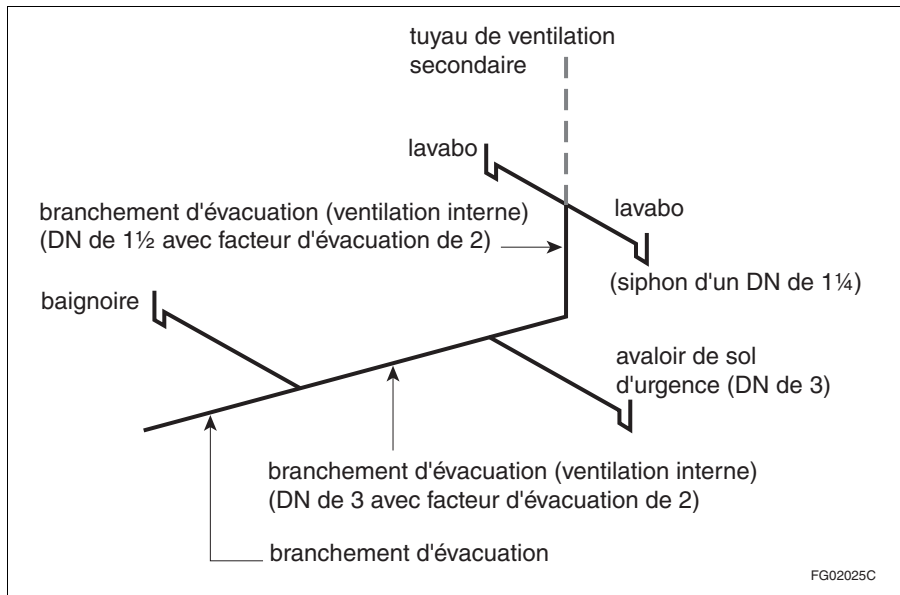 tuyau de ventilation
secondaire
lavabo
lavabo
branchement d'évacuation (ventilation interne)
(DN de 1½ avec facteur d'évacuation de 2)
(siphon d'un DN de 1¼)
baignoire
avaloir de sol
d'urgence (DN de 3)
branchement d'évacuation (ventilation interne)
(DN de 3 avec facteur d'évacuation de 2)
branchement d'évacuation
FG02025C